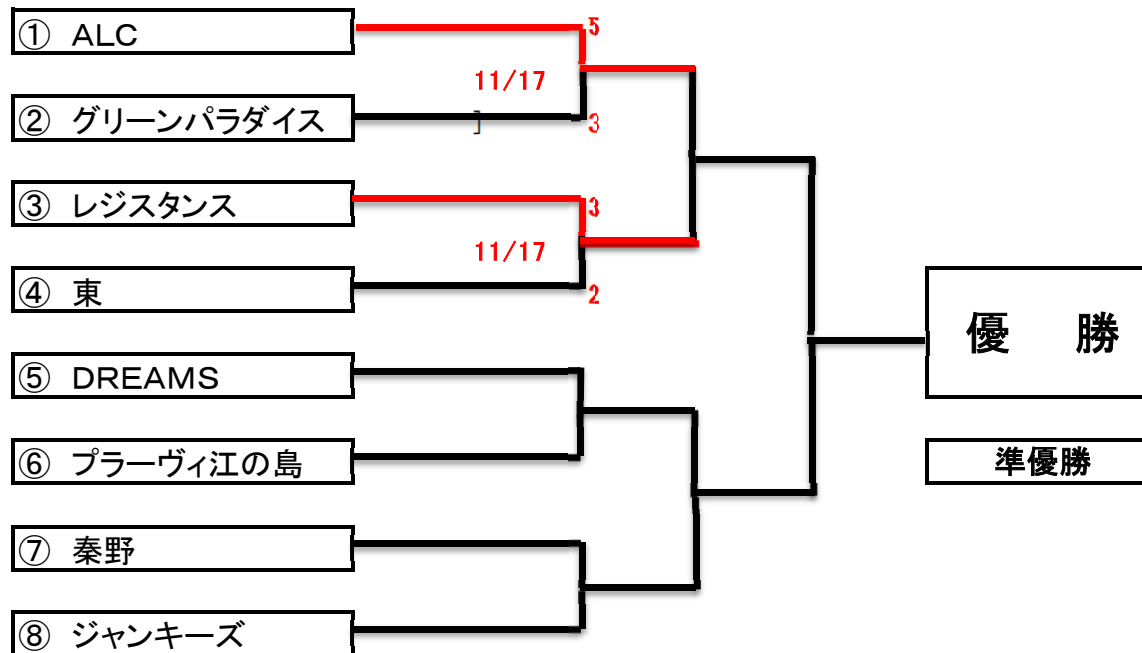 ① ALC
5
11/17
② グリーンパラダイス
]
3
③ レジスタンス
3
11/17
④ 東
2
優 勝
⑤ DREAMS
⑥ プラーヴィ江の島
準優勝
⑦ 秦野
⑧ ジャンキーズ